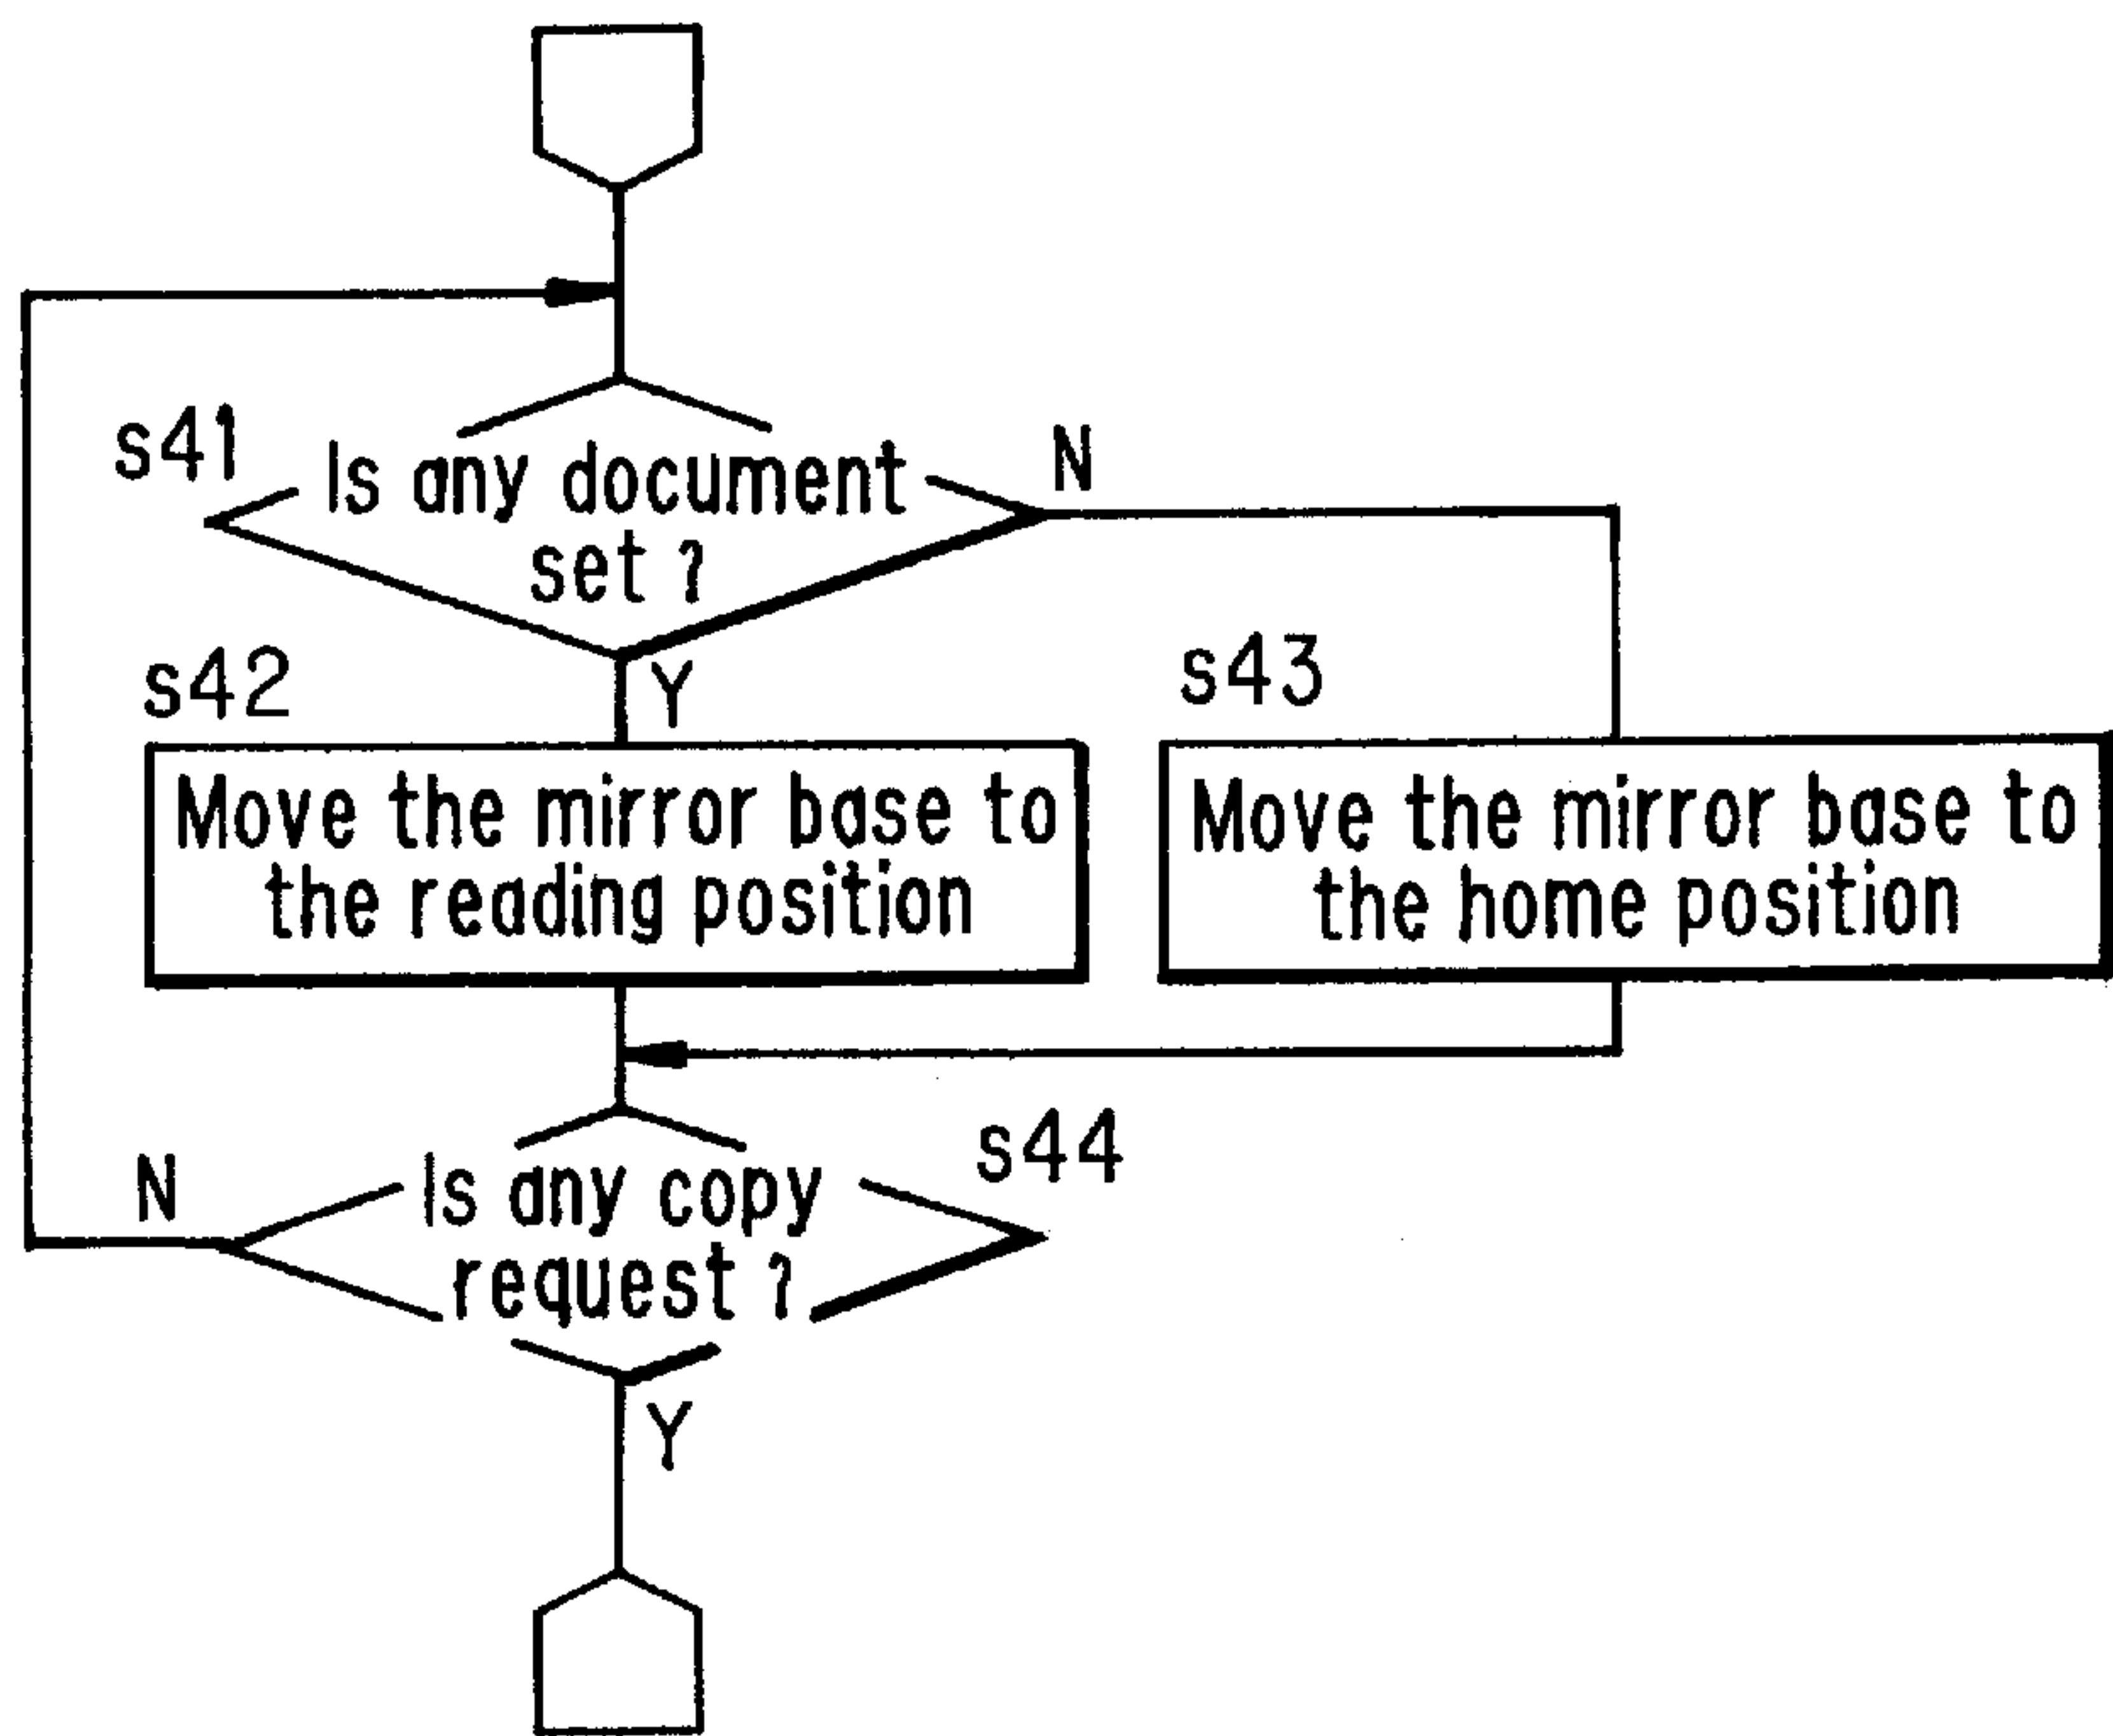 s41
Is any document
set ?
N
s42
Y
s43
Move the mirror base to
the reading position
Move the mirror base to
the home position
s44
N
Is any copy
request ?
Y